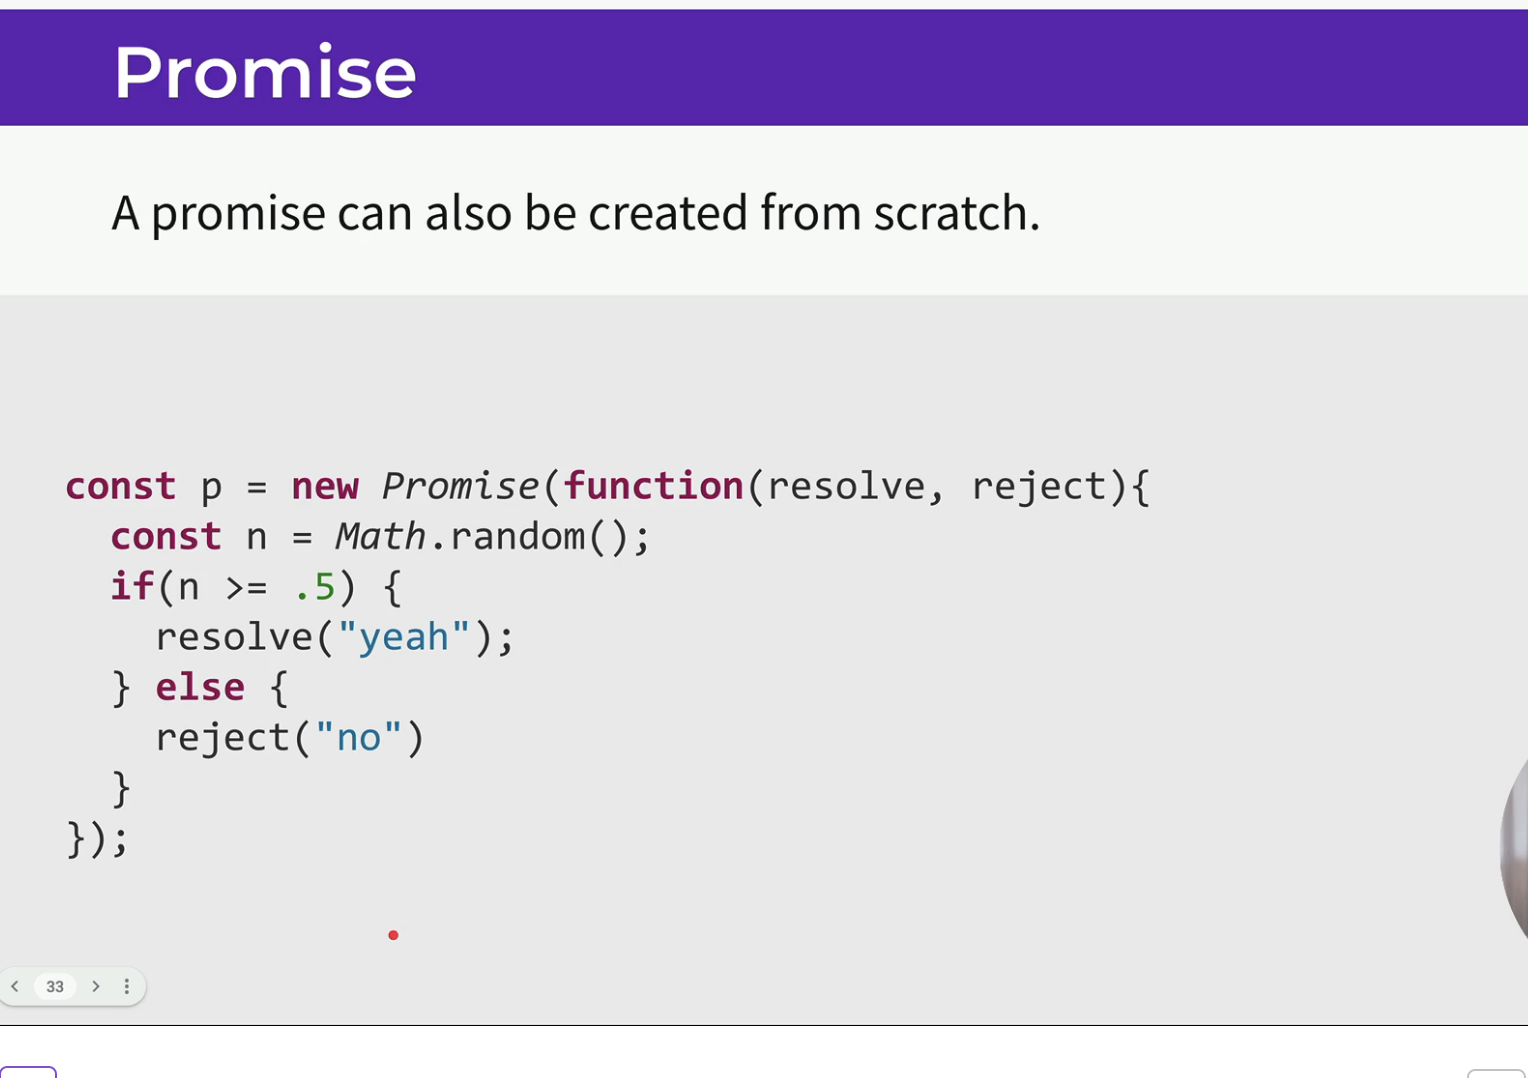 Promise
A promise can also be created from scratch.
const p = new Promise(function(resolve, reject){
  const n = Math.random();
  if(n >= .5) {
    resolve("yeah");
  } else {
    reject("no")
  }
});
33